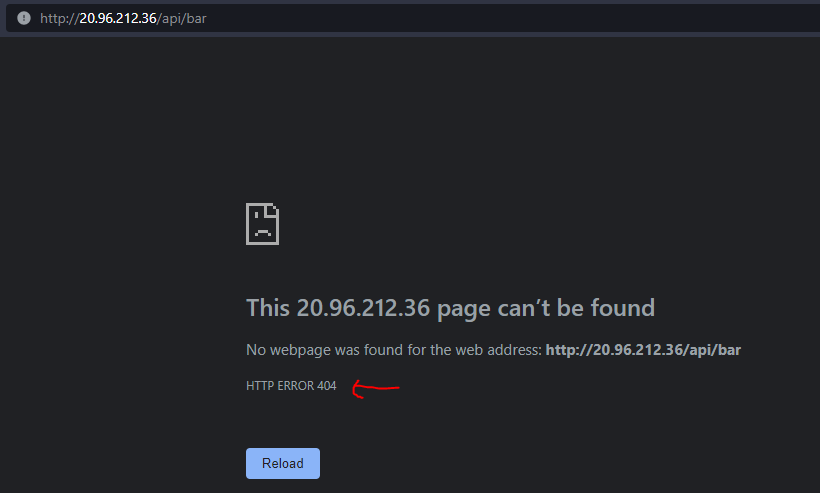 http://20.96.212.36/api/bar
This 20.96.212.36 page can’t be found
No webpage was found for the web address: http://20.96.212.36/api/bar
HTTP ERROR 404
Reload